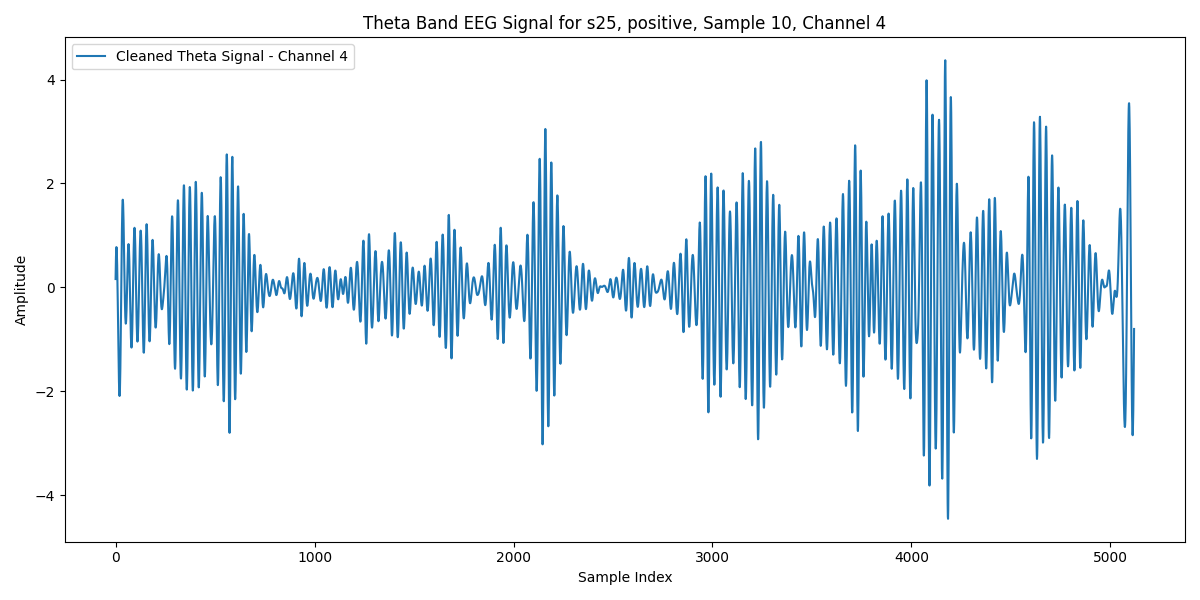 Theta Band EEG Signal for s25, positive, Sample 10, Channel 4
Cleaned Theta Signal - Channel 4
Amplitude
4
2
0
−2
−4
0 1000 2000 3000 4000 5000
Sample Index